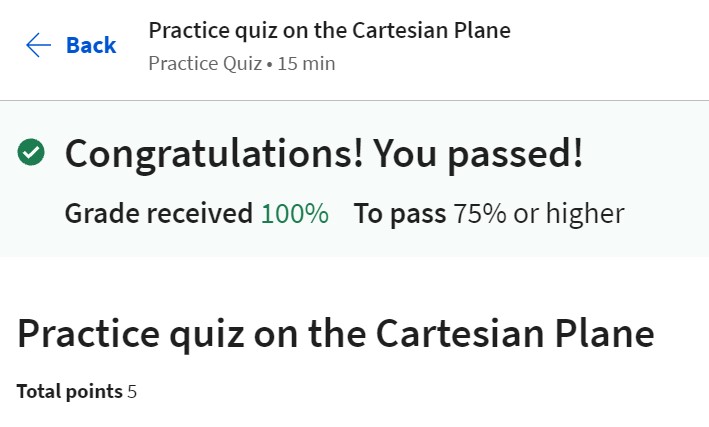 Back
Practice quiz on the Cartesian Plane
Practice Quiz • 15 min
Congratulations! You passed!
Grade received 100% To pass 75% or higher
Practice quiz on the Cartesian Plane
Total points 5